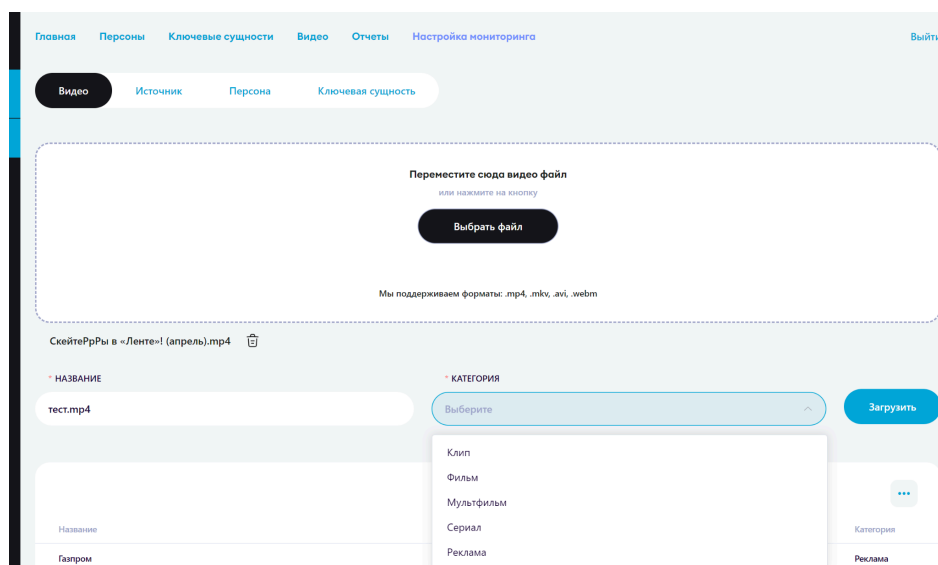 Главная Персоны Ключевые сущности Видео Отчеты Настройка мониторинга Выйти
Видео Источник Персона Ключевая сущность
Переместите сюда видео файл
или нажмите на кнопку
Выбрать файл
Мы поддерживаем форматы: .mp4, .mkv, .avi, .webm
СкейтеРрРы в «Ленте»! (апрель).mp4
* НАЗВАНИЕ * КАТЕГОРИЯ
тест.mp4 Выберите Загрузить
Клип
Фильм
Мультфильм
Сериал
Название Категория
Реклама
Газпром Реклама